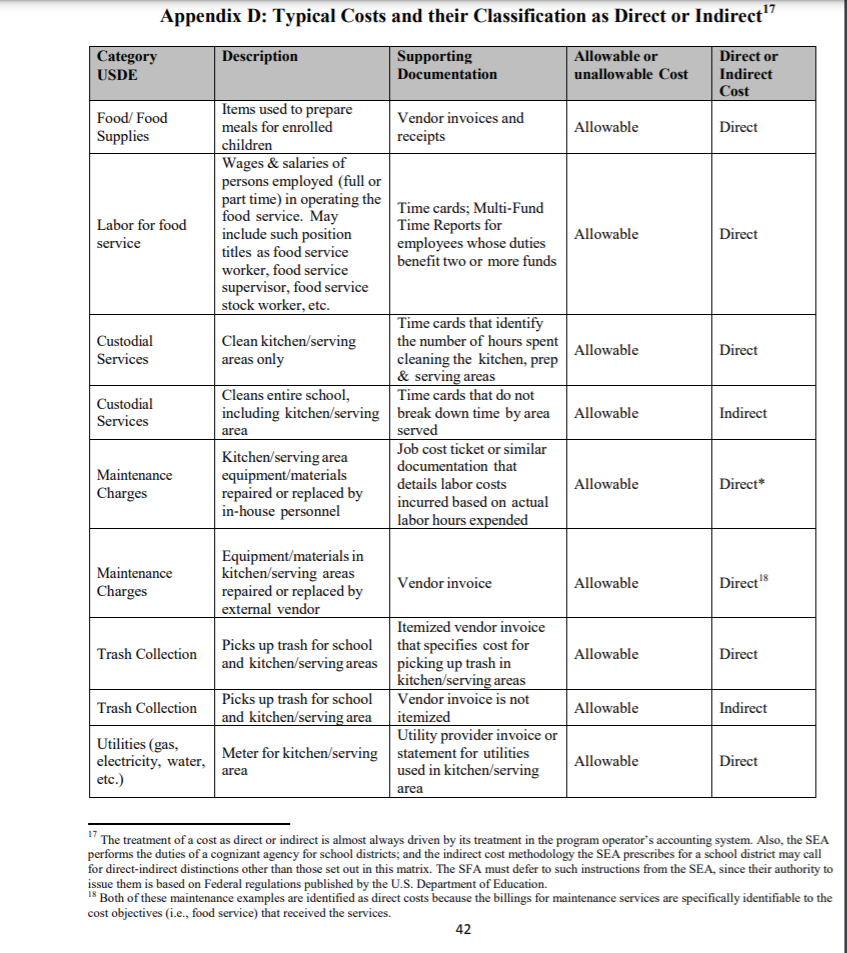 Appendix D: Typical Costs and their Classification as Direct or Indirect17
Category
USDE
Description
Supporting
Documentation
Allowable or
unallowable Cost
Direct or
Indirect
Cost
Food/ Food
Supplies
Items used to prepare
meals for enrolled
children
Vendor invoices and
receipts
Allowable
Direct
Labor for food
service
Wages & salaries of
persons employed (full or
part time) in operating the
food service. May
include such position
titles as food service
worker, food service
supervisor, food service
stock worker, etc.
Time cards; Multi-Fund
Time Reports for
employees whose duties
benefit two or more funds
Allowable
Direct
Custodial
Services
Clean kitchen/serving
areas only
Time cards that identify
the number of hours spent
cleaning the kitchen, prep
& serving areas
Allowable
Direct
Custodial
Services
Cleans entire school,
including kitchen/serving
area
Time cards that do not
break down time by area
served
Allowable
Indirect
Maintenance
Charges
Kitchen/serving area
equipment/materials
repaired or replaced by
in-house personnel
Job cost ticket or similar
documentation that
details labor costs
incurred based on actual
labor hours expended
Allowable
Direct*
Maintenance
Charges
Equipment/materials in
kitchen/serving areas
repaired or replaced by
external vendor
Vendor invoice
Allowable
Direct18
Trash Collection
Picks up trash for school
and kitchen/serving areas
Itemized vendor invoice
that specifies cost for
picking up trash in
kitchen/serving areas
Allowable
Direct
Trash Collection
Picks up trash for school
and kitchen/serving area
Vendor invoice is not
itemized
Allowable
Indirect
Utilities (gas,
electricity, water,
etc.)
Meter for kitchen/serving
area
Utility provider invoice or
statement for utilities
used in kitchen/serving
area
Allowable
Direct
17 The treatment of a cost as direct or indirect is almost always driven by its treatment in the program operator's accounting system. Also, the SEA
performs the duties of a cognizant agency for school districts; and the indirect cost methodology the SEA prescribes for a school district may call
for direct-indirect distinctions other than those set out in this matrix. The SFA must defer to such instructions from the SEA, since their authority to
issue them is based on Federal regulations published by the U.S. Department of Education.
18 Both of these maintenance examples are identified as direct costs because the billings for maintenance services are specifically identifiable to the
cost objectives (i.e., food service) that received the services.
42